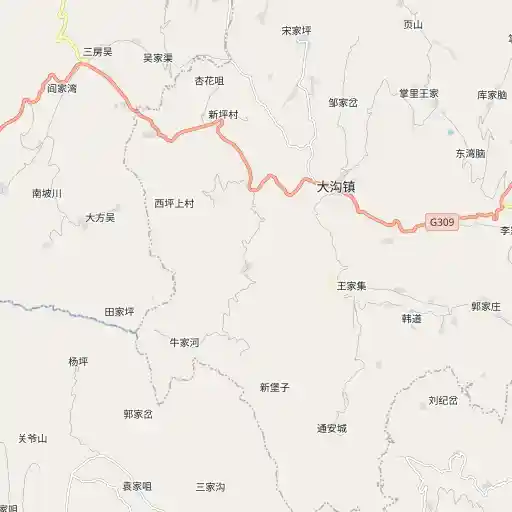 宋家坪
页山
三房吴
吴家渠
杏花咀
阎家湾
掌里王家
库家脑
邹家岔
新坪村
东湾脑
大沟镇
南坡川
西坪上村
大方吴
G309
王家集
郭家庄
田家坪
韩道
牛家河
杨坪
新堡子
刘纪岔
郭家岔
通安城
关爷山
袁家咀
三家沟
家咀